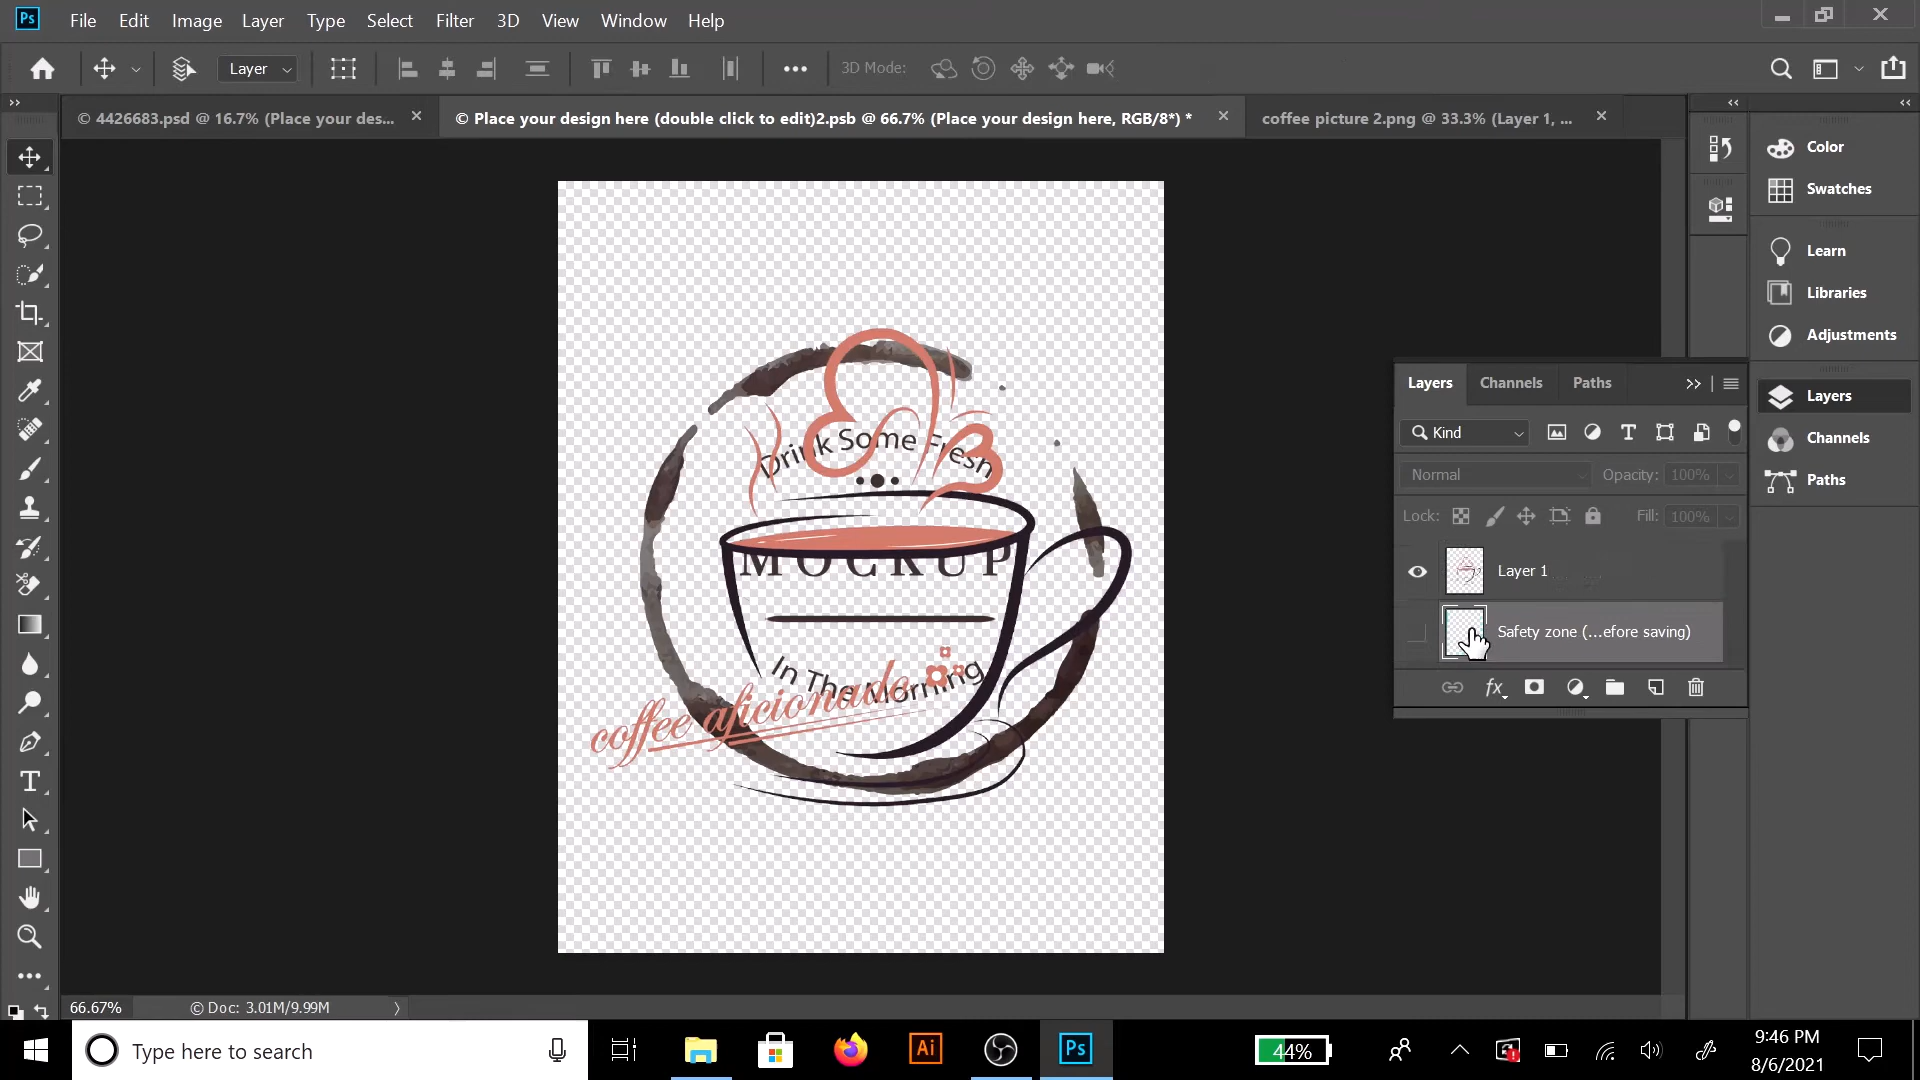 Ps File Edit Image Layer Type Select Filter 3D View Window Help
Layer 3D Mode:
© 4426683.psd @ 16.7% (Place your des... © Place your design here (double click to edit)2.psb @ 66.7% (Place your design here, RGB/8*) * coffee picture 2.png @ 33.3% (Layer 1, ...
Color
Swatches
Learn
Libraries
Adjustments
Layers
Channels
Paths
Layers Channels Paths
Kind
Normal Opacity: 100%
Lock: Fill: 100%
Layer 1
Safety zone (...efore saving)
fx
Drink Some Fresh
MOCKUP
In The Morning
coffee aficionado
66.67% © Doc: 3.01M/9.99M
Type here to search
Ai
Ps
44%
9:46 PM
8/6/2021